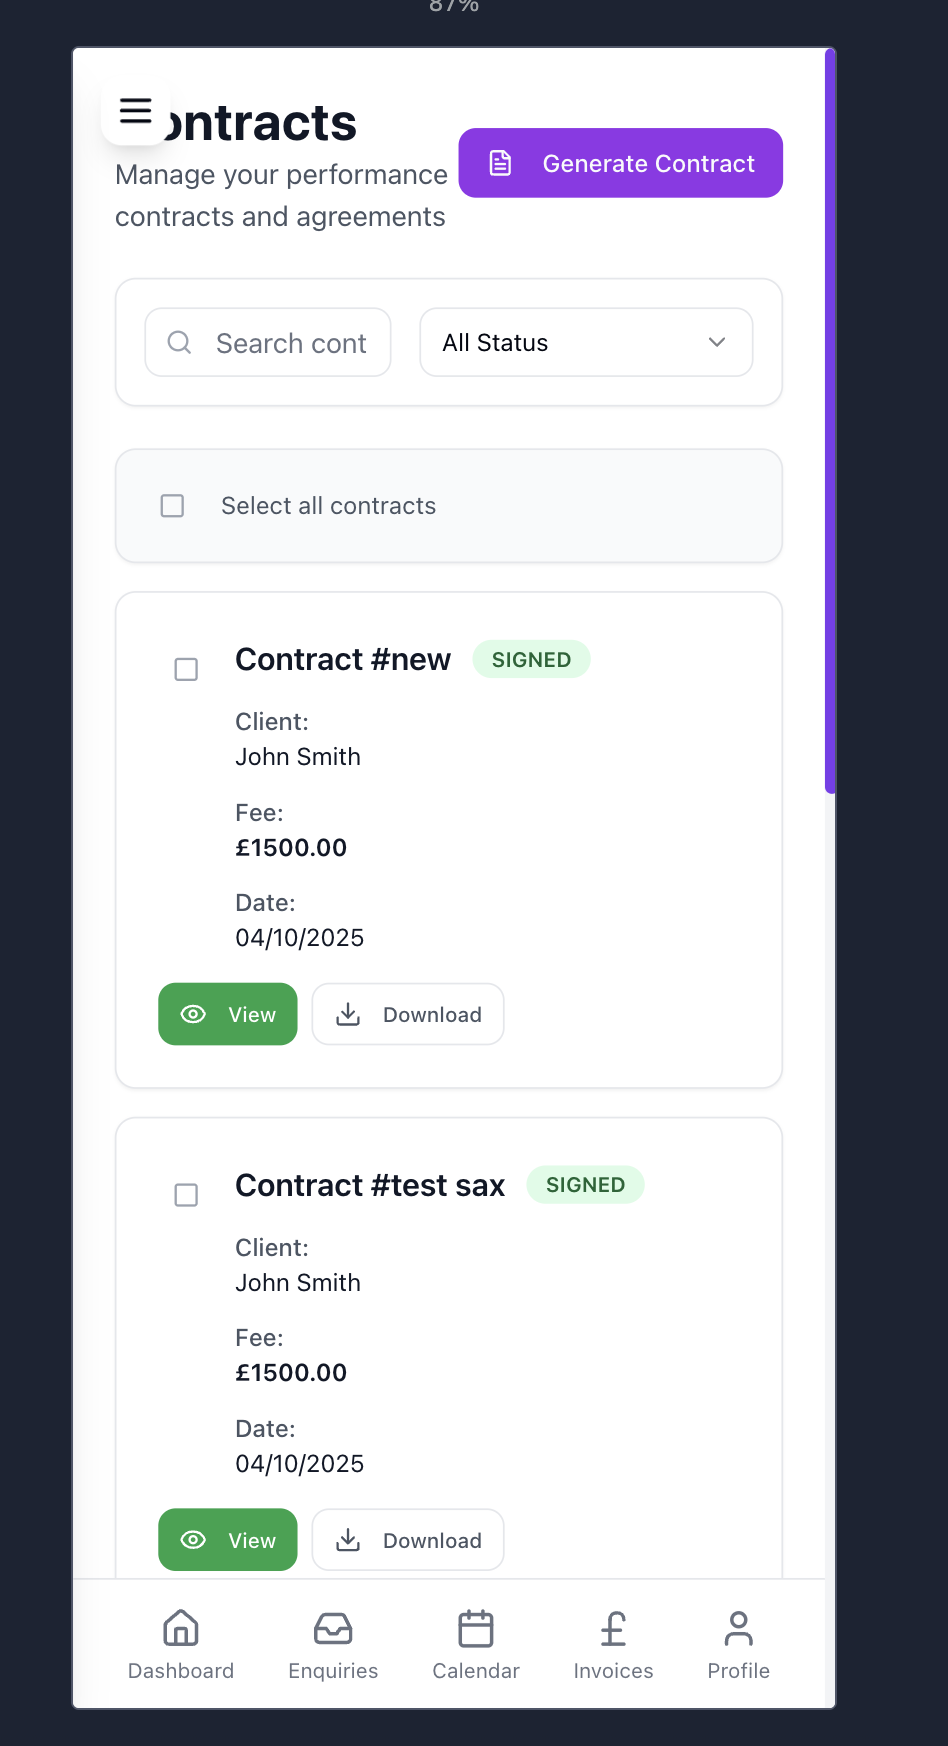 87%
ontracts
Manage your performance
contracts and agreements
Generate Contract
Search cont
All Status
Select all contracts
Contract #new SIGNED
Client:
John Smith
Fee:
£1500.00
Date:
04/10/2025
View Download
Contract #test sax SIGNED
Client:
John Smith
Fee:
£1500.00
Date:
04/10/2025
View Download
Dashboard Enquiries Calendar Invoices Profile